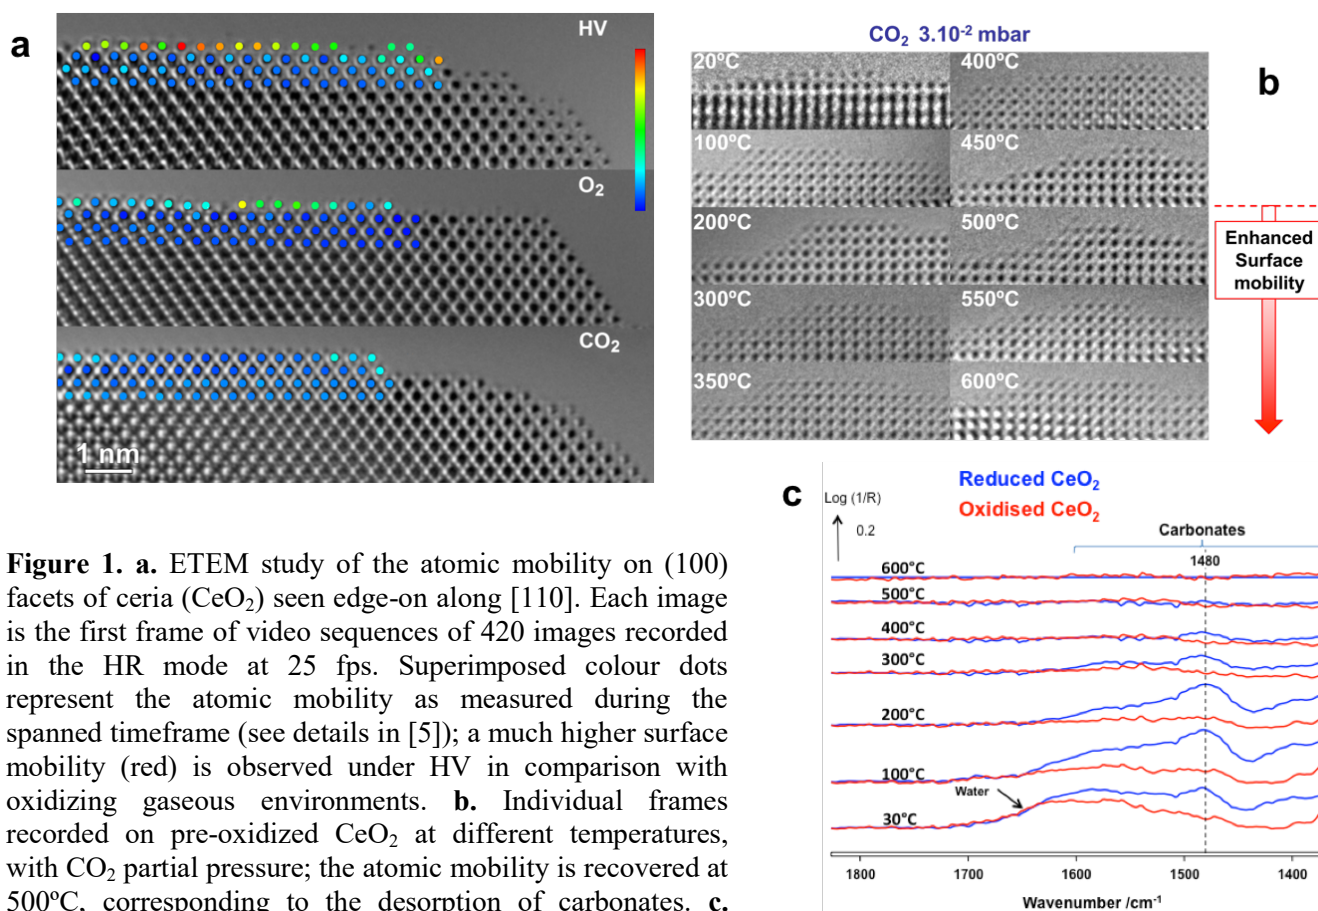 a
HV
O2
CO2
1 nm
CO2 3.10-2 mbar
b
20ºC
400ºC
100ºC
450ºC
200ºC
500ºC
300ºC
550ºC
350ºC
600ºC
Enhanced
Surface
mobility
c
Reduced CeO2
Oxidised CeO2
Log (1/R)
0.2
Carbonates
1480
600°C
500°C
400°C
300°C
200°C
100°C
Water
30°C
1800
1700
1600
1500
1400
Wavenumber /cm-1
Figure 1. a. ETEM study of the atomic mobility on (100)
facets of ceria (CeO2) seen edge-on along [110]. Each image
is the first frame of video sequences of 420 images recorded
in the HR mode at 25 fps. Superimposed colour dots
represent the atomic mobility as measured during the
spanned timeframe (see details in [5]); a much higher surface
mobility (red) is observed under HV in comparison with
oxidizing gaseous environments. b. Individual frames
recorded on pre-oxidized CeO2 at different temperatures,
with CO2 partial pressure; the atomic mobility is recovered at
500ºC, corresponding to the desorption of carbonates. c.